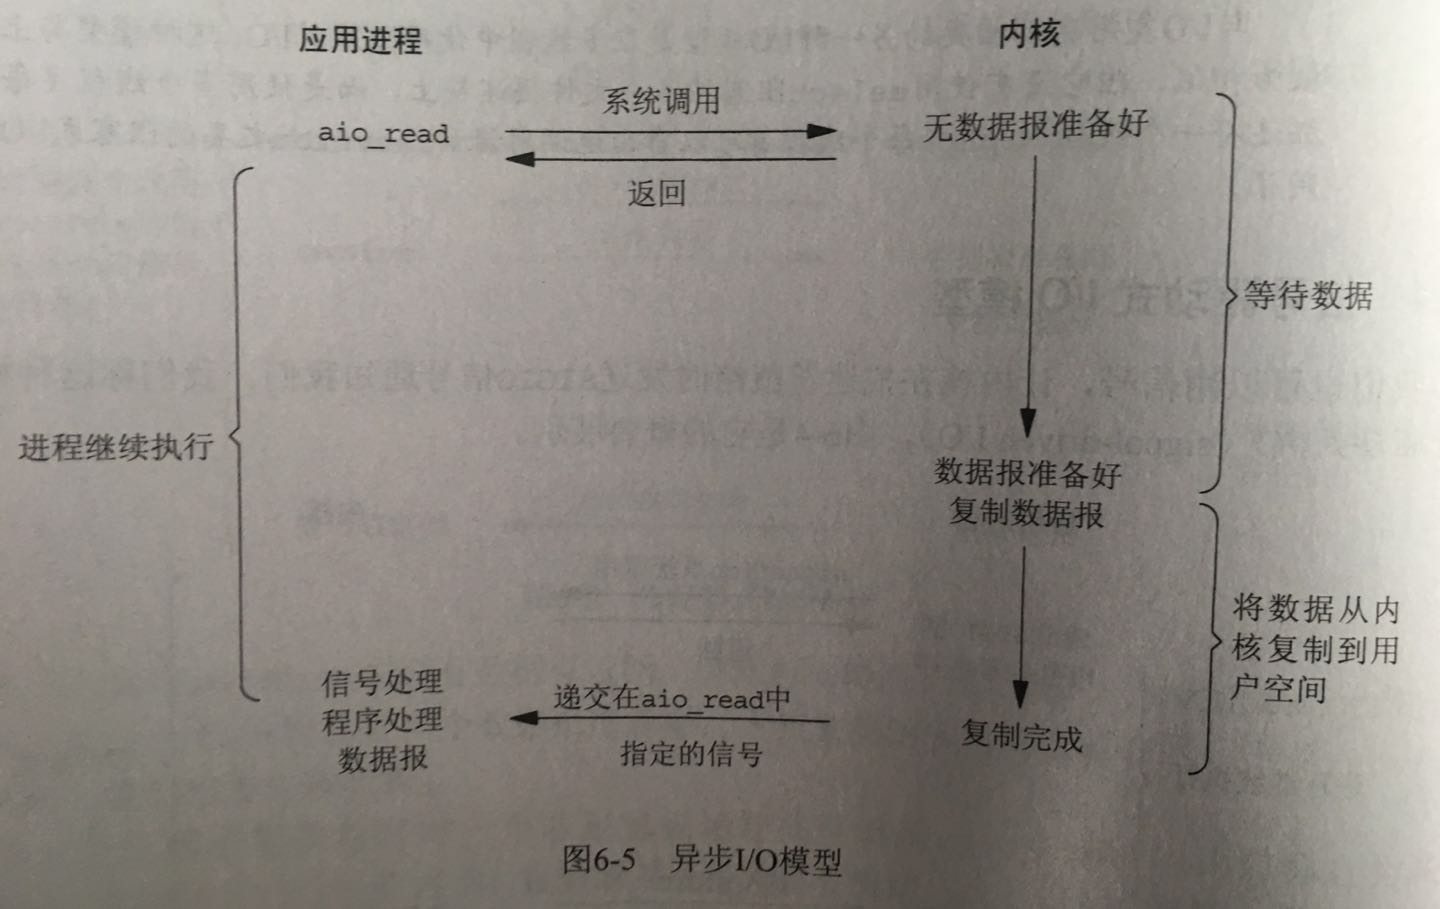 应用进程
内核
系统调用
aio_read
无数据报准备好
返回
等待数据
进程继续执行
数据报准备好
复制数据报
将数据从内
核复制到用
户空间
信号处理
程序处理
数据报
递交在aio_read中
指定的信号
复制完成
图6-5 异步I/O模型